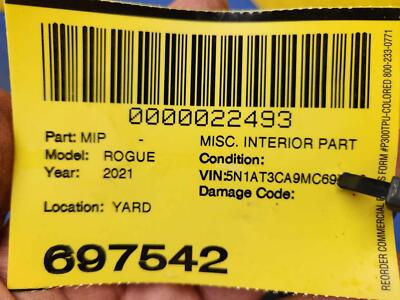 0000022493
Part: MIP - MISC. INTERIOR PART
Model: ROGUE Condition:
Year: 2021 VIN:5N1AT3CA9MC69
Damage Code:
Location: YARD
697542
REORDER COMMERCIAL FORM #P300TPU-COLORED 800-233-0771